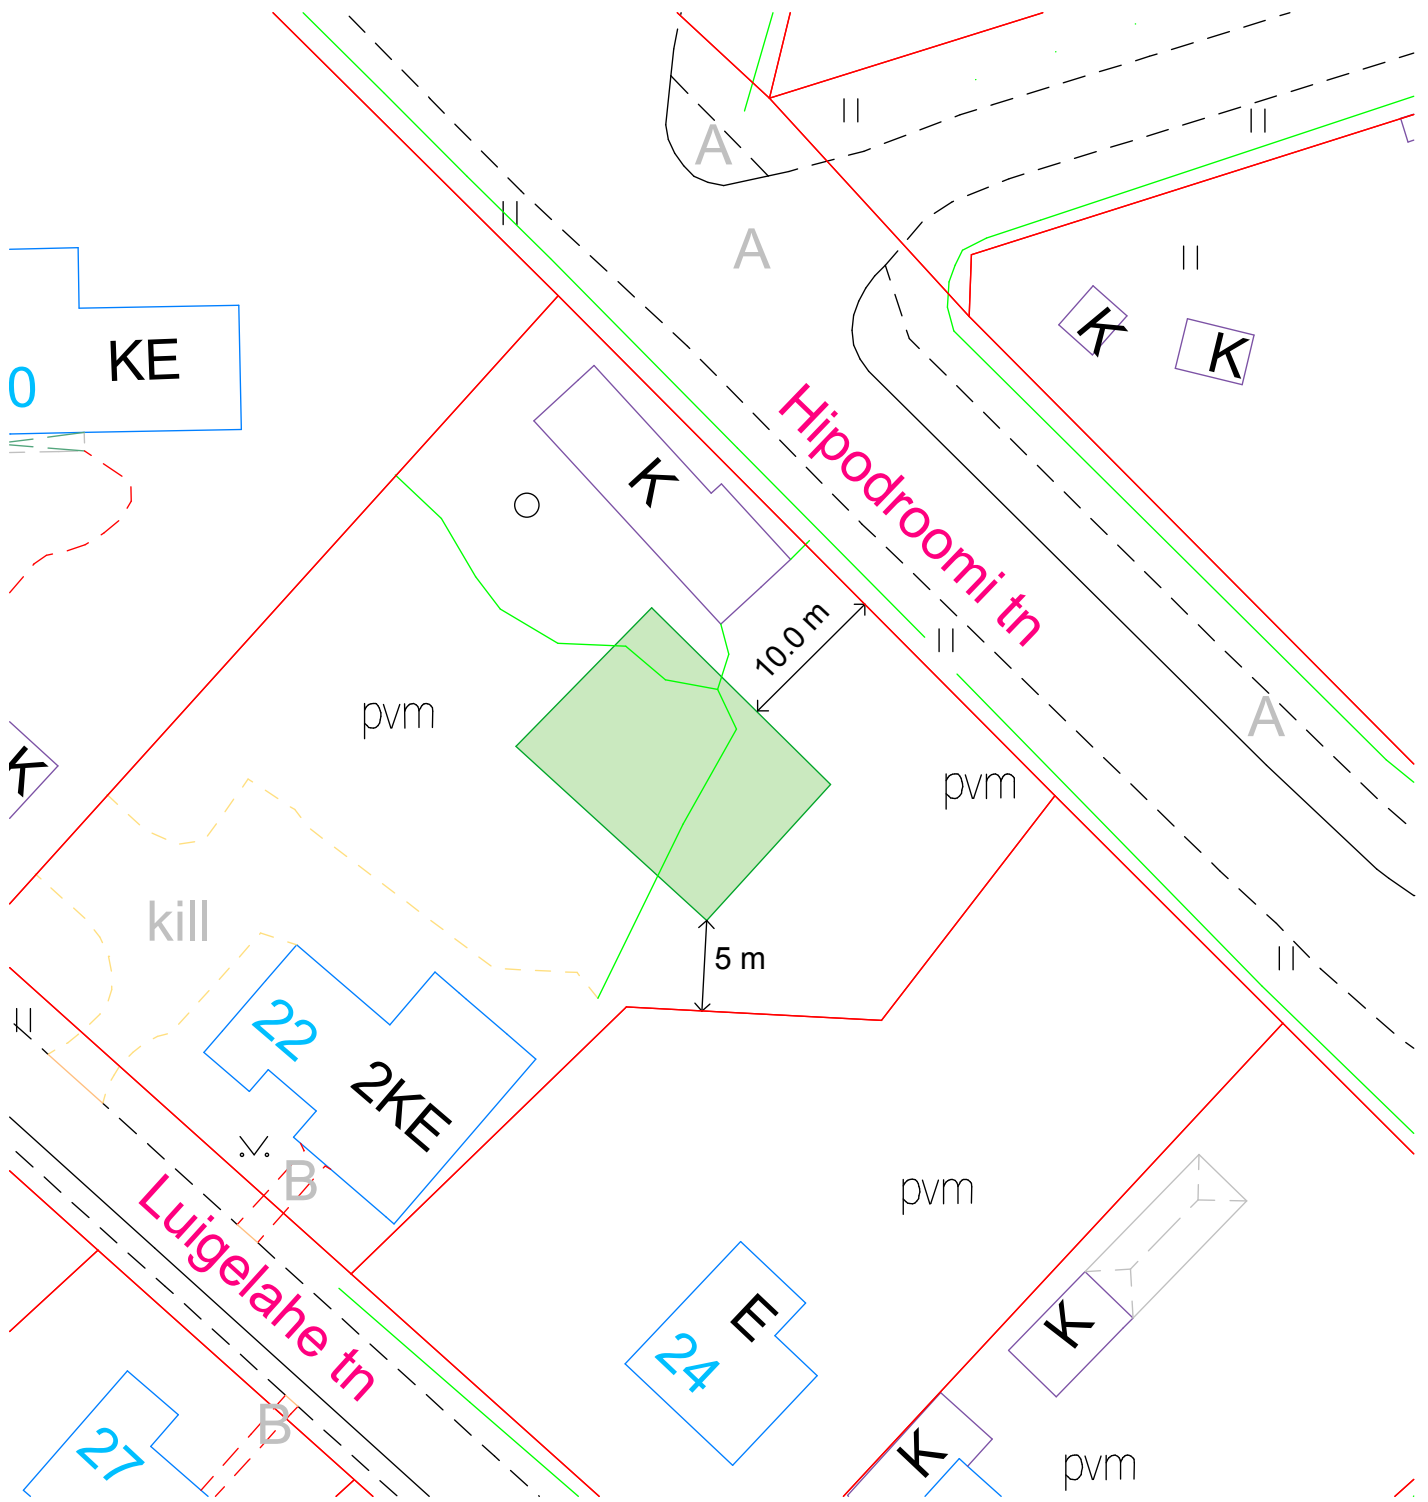 A
A
KE
0
K
K
K
Hipodroomi tn
10.0 m
pvm
A
K
pvm
kill
5 m
22
2KE
B
Luigelahe tn
pvm
E
24
K
B
27
K
pvm